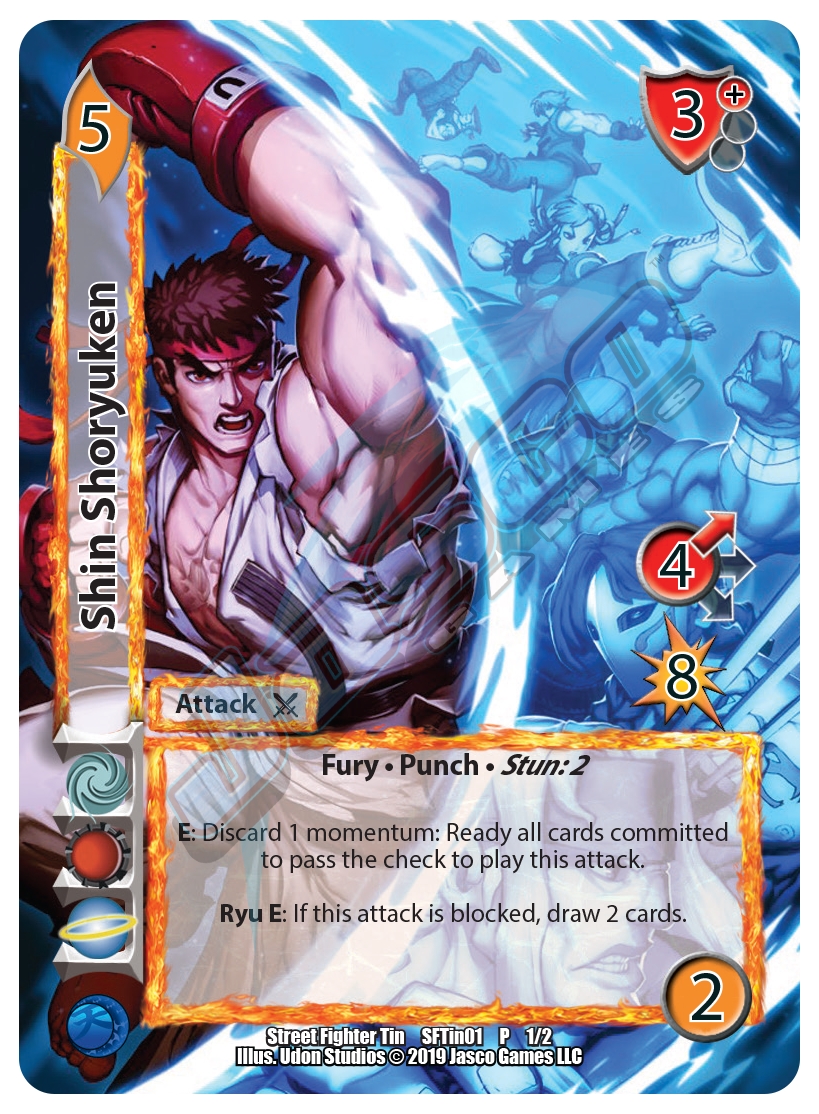 5
3
+
Shin Shoryuken
4
8
Attack
Fury • Punch • Stun: 2
E: Discard 1 momentum: Ready all cards committed
to pass the check to play this attack.
Ryu E: If this attack is blocked, draw 2 cards.
天
2
Street Fighter Tin SFTin01 P 1/2
Illus. Udon Studios © 2019 Jasco Games LLC